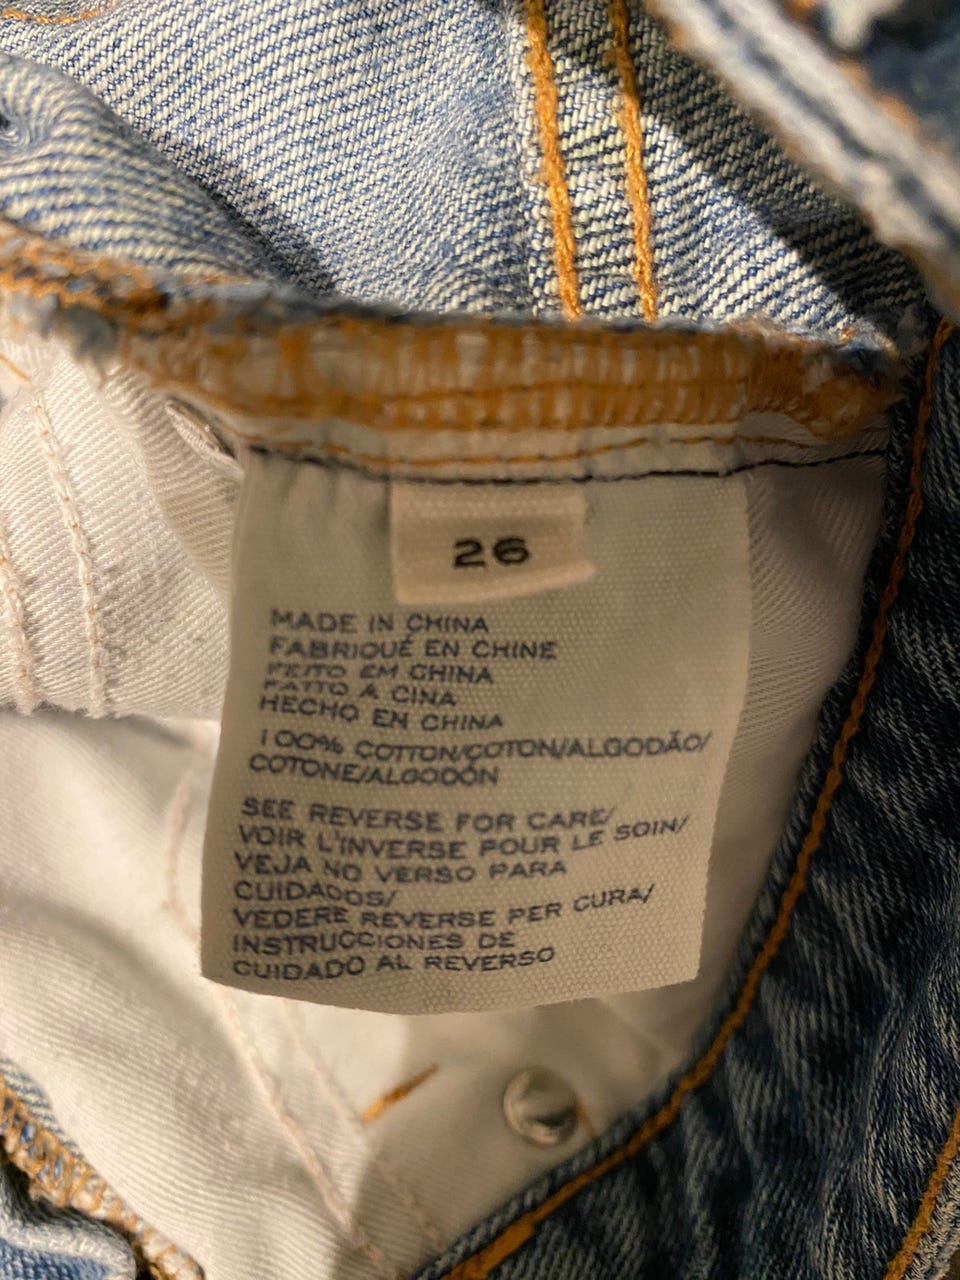 26
MADE IN CHINA
FABRIQUÉ EN CHINE
FEITO EM CHINA
FATTO A CINA
HECHO EN CHINA
100% COTTON/COTON/ALGODÃO/
COTONE/ALGODÓN
SEE REVERSE FOR CARE/
VOIR L'INVERSE POUR LE SOIN/
VEJA NO VERSO PARA
CUIDADOS/
VEDERE REVERSE PER CURA/
INSTRUCCIONES DE
CUIDADO AL REVERSO